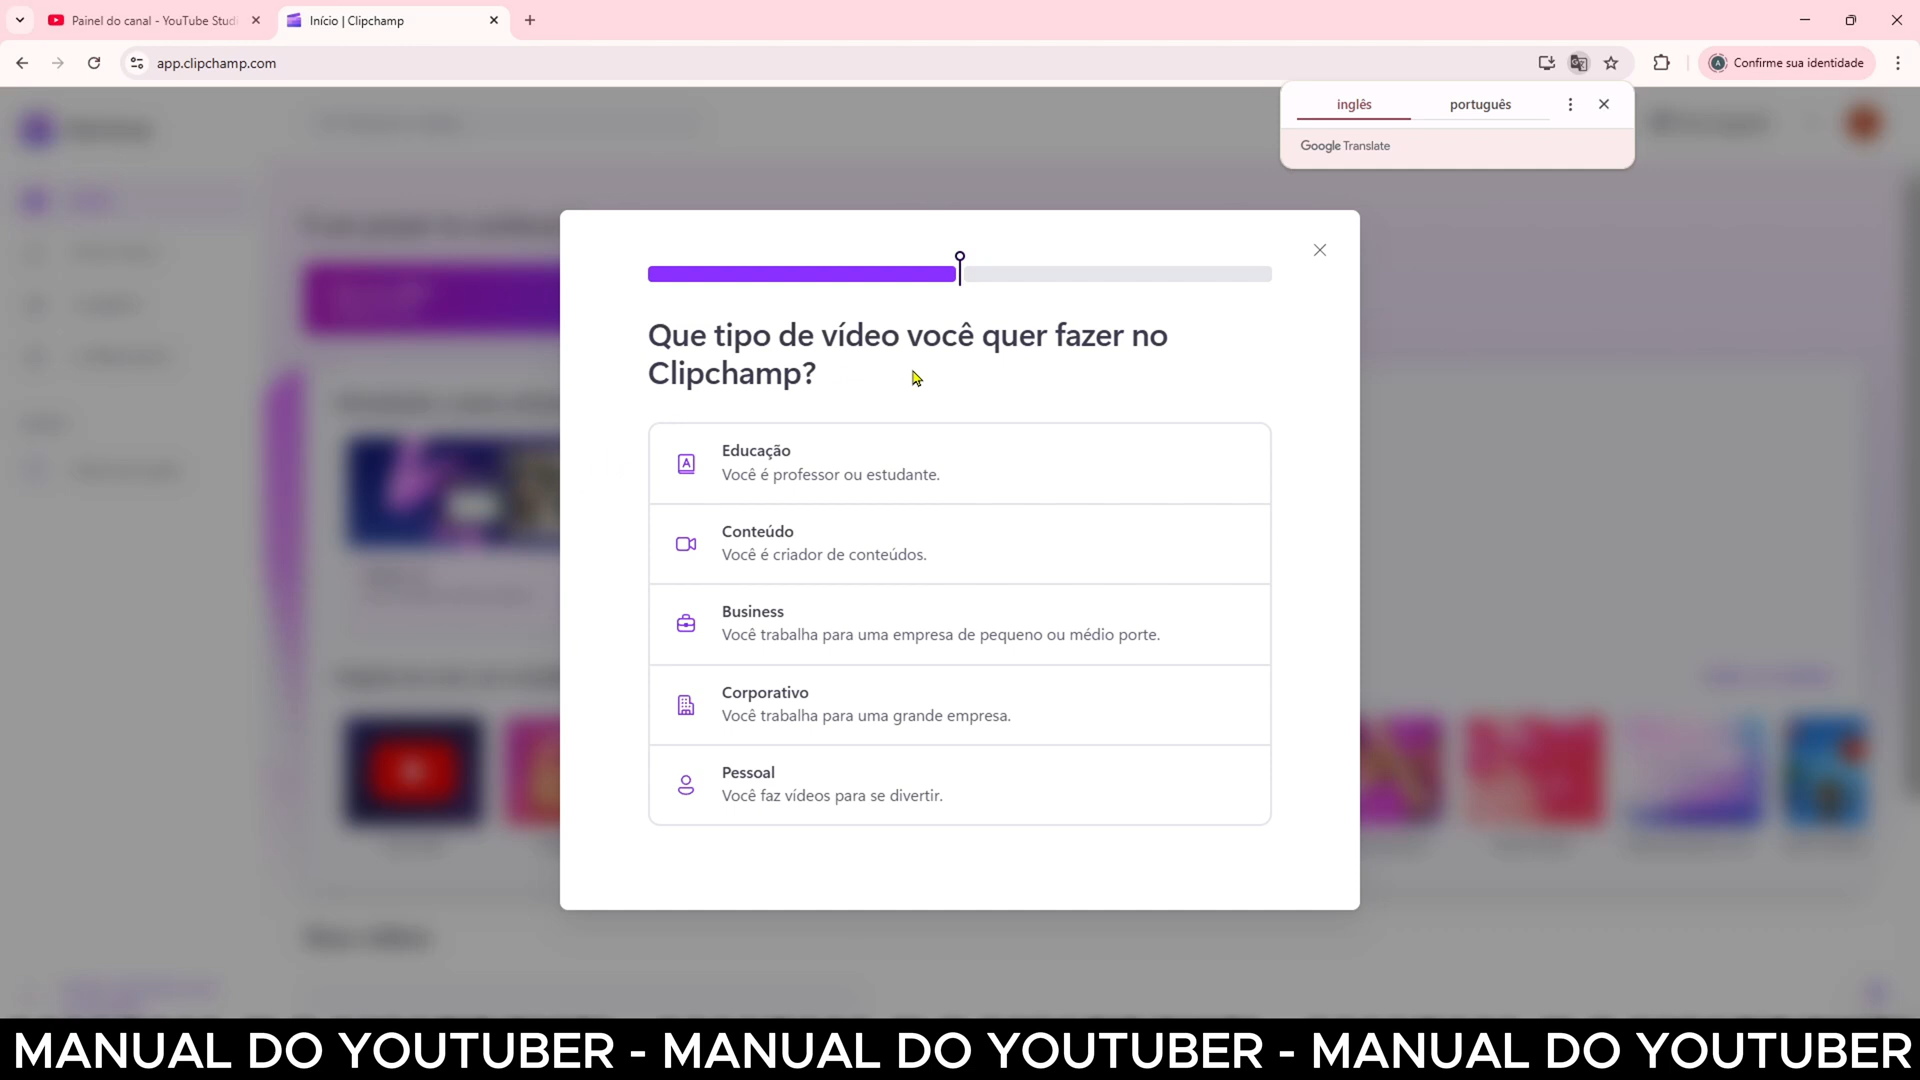 Painel do canal - YouTube Stud
Início | Clipchamp
app.clipchamp.com
Confirme sua identidade
inglês
português
Google Translate
Que tipo de vídeo você quer fazer no
Clipchamp?
Educação
Você é professor ou estudante.
Conteúdo
Você é criador de conteúdos.
Business
Você trabalha para uma empresa de pequeno ou médio porte.
Corporativo
Você trabalha para uma grande empresa.
Pessoal
Você faz vídeos para se divertir.
MANUAL DO YOUTUBER - MANUAL DO YOUTUBER - MANUAL DO YOUTUBER